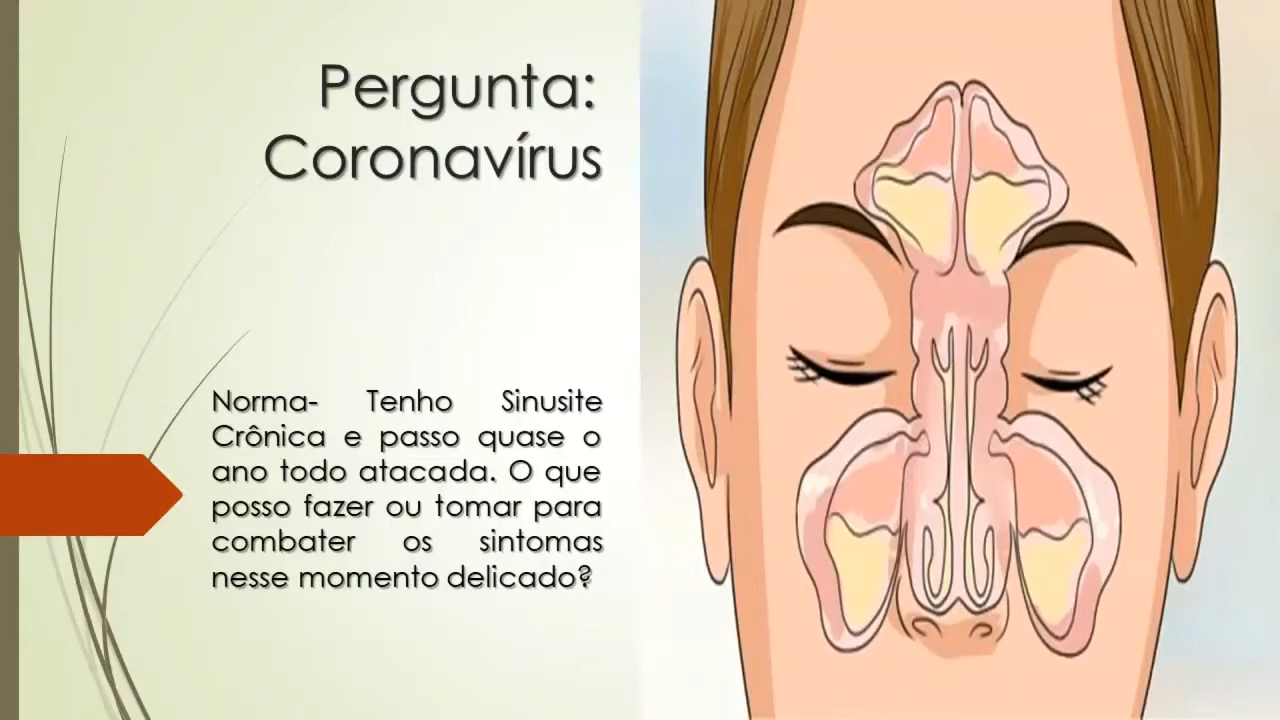 Pergunta:
Coronavírus
Norma- Tenho Sinusite
Crônica e passo quase o
ano todo atacada. O que
posso fazer ou tomar para
combater os sintomas
nesse momento delicado?